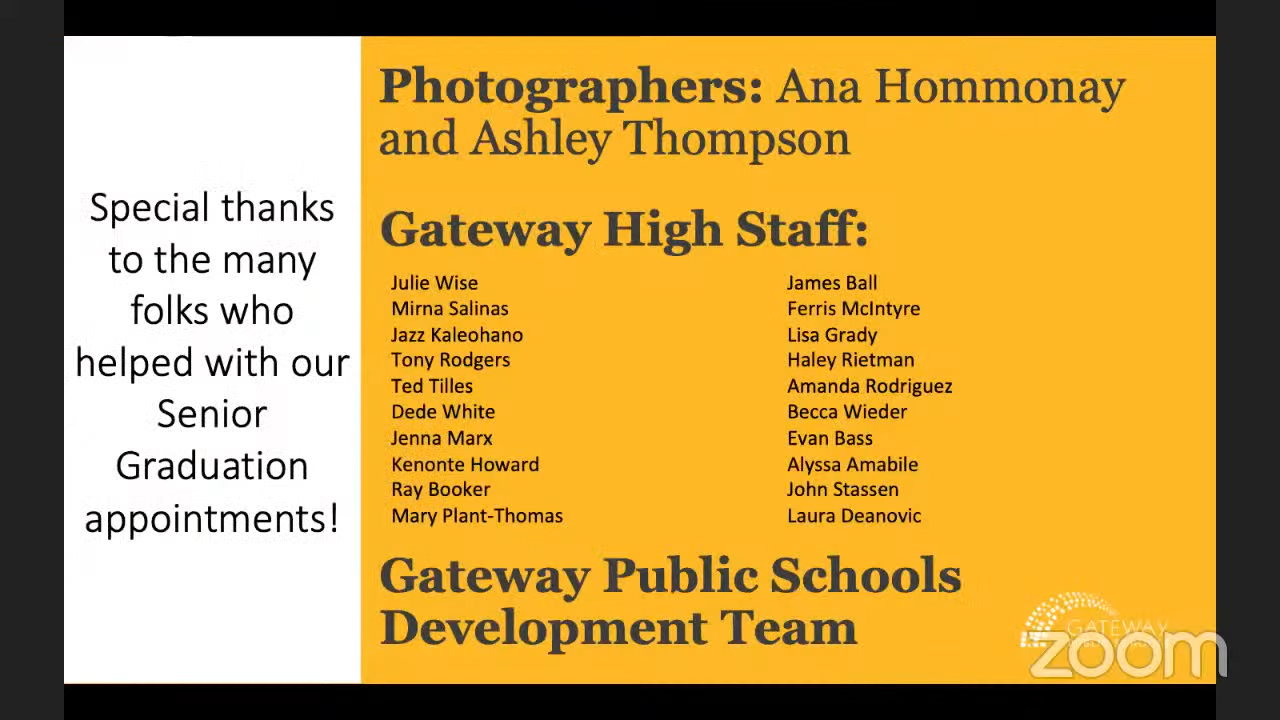 Special thanks
to the many
folks who
helped with our
Senior
Graduation
appointments!
Photographers: Ana Hommonay
and Ashley Thompson
Gateway High Staff:
Julie Wise
Mirna Salinas
Jazz Kaleohano
Tony Rodgers
Ted Tilles
Dede White
Jenna Marx
Kenonte Howard
Ray Booker
Mary Plant-Thomas
James Ball
Ferris McIntyre
Lisa Grady
Haley Rietman
Amanda Rodriguez
Becca Wieder
Evan Bass
Alyssa Amabile
John Stassen
Laura Deanovic
Gateway Public Schools
Development Team
GATEWAY
zoom